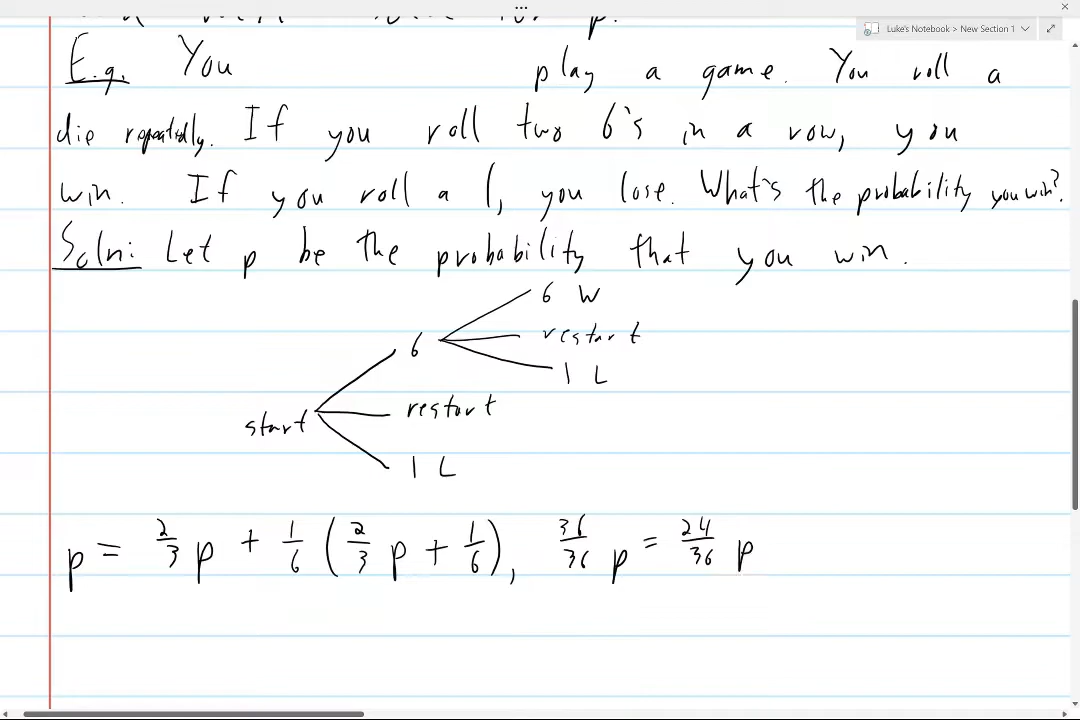 Luke's Notebook > New Section 1
for p.
E.g. You play a game. You roll a
die repeatedly. If you roll two 6's in a row, you
win. If you roll a 1, you lose. What's the probability you win?
Soln: Let p be the probability that you win.
6 W
6 restart
1 L
start restart
1 L
p = 2/3 p + 1/6 (2/3 p + 1/6), 36/36 p = 24/36 p